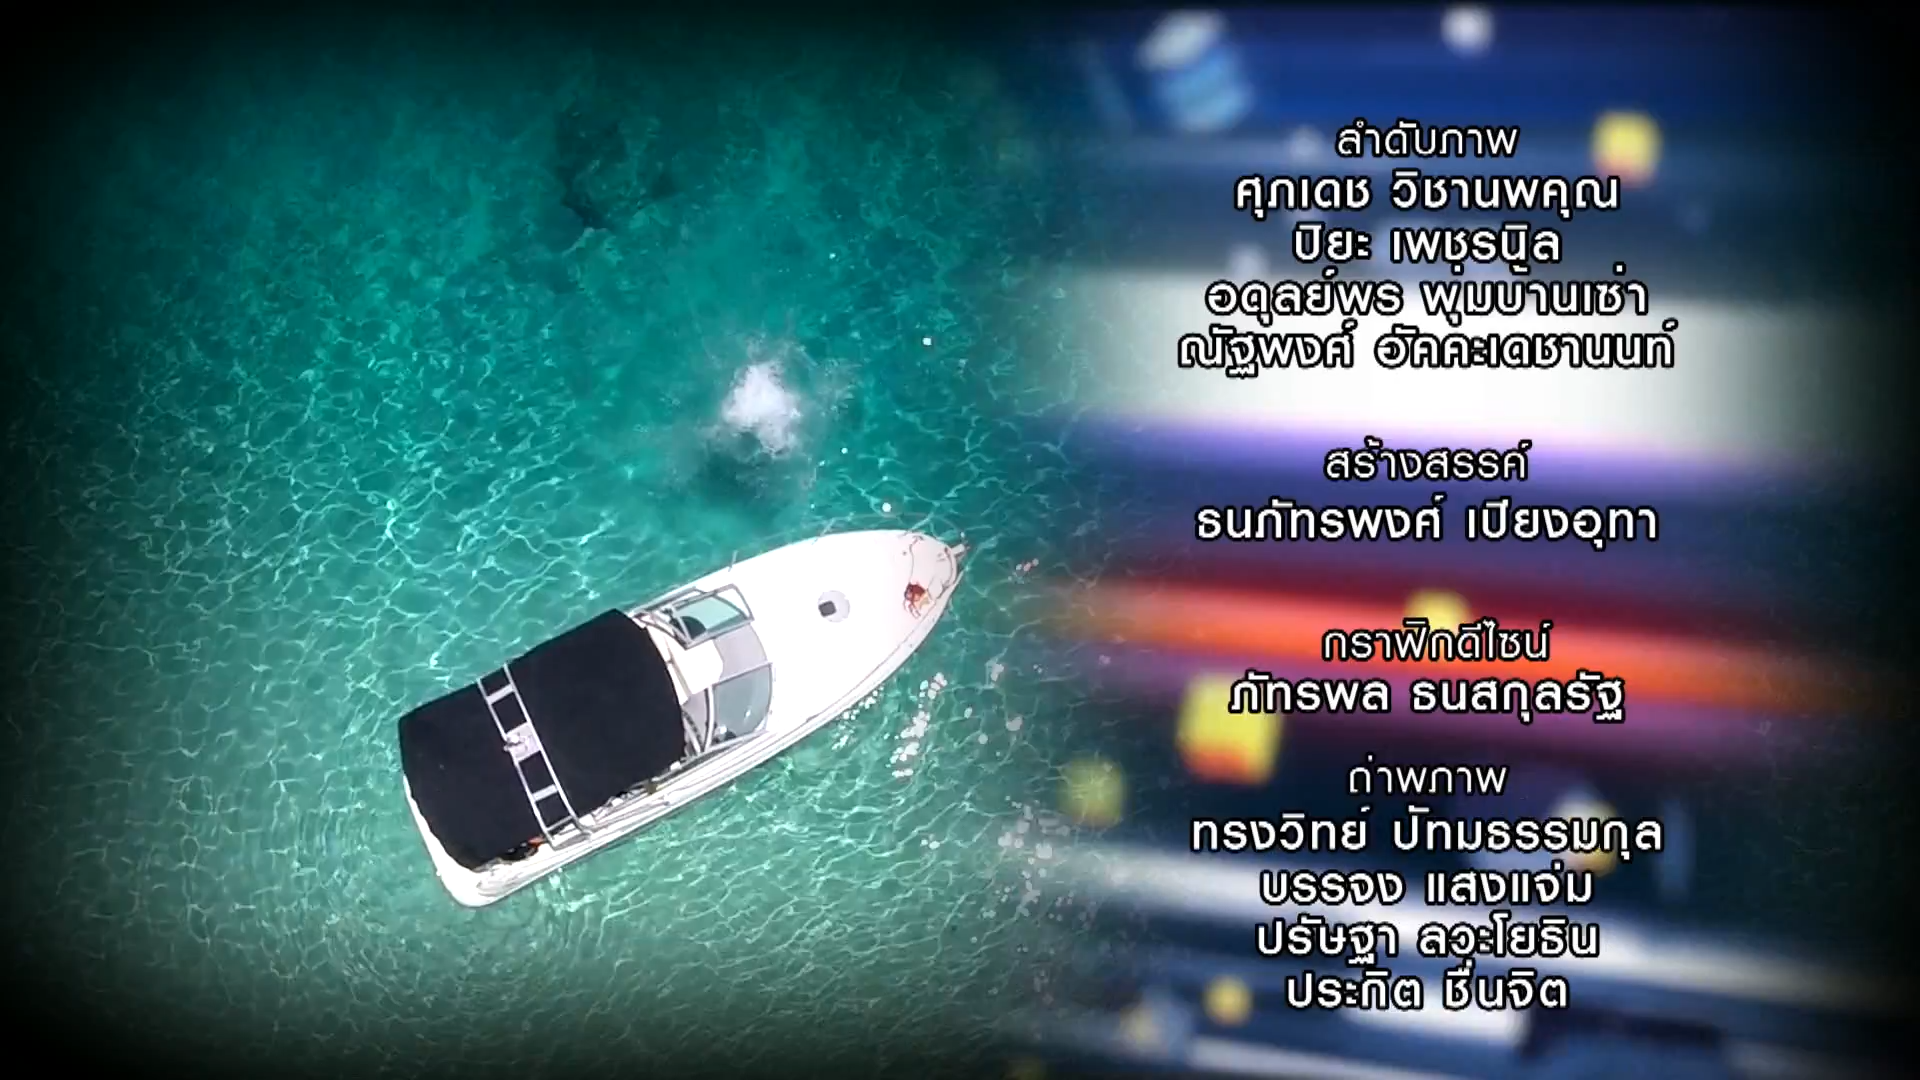 ลำดับภาพ
ศุภเดช วิชานพคุณ
ปิยะ เพชรนิล
อดุลย์พร พุ่มบ้านเซ่า
ณัฐพงศ์ อัคคะเดชานนท์
สร้างสรรค์
ธนภัทรพงศ์ เปียงอุทา
กราฟิกดีไซน์
ภัทรพล ธนสกุลรัฐ
ถ่าพภาพ
ทรงวิทย์ ปัทมธรรมกุล
บรรจง แสงแจ่ม
ปรัษฐา ลวะโยธิน
ประกิต ชื่นจิต